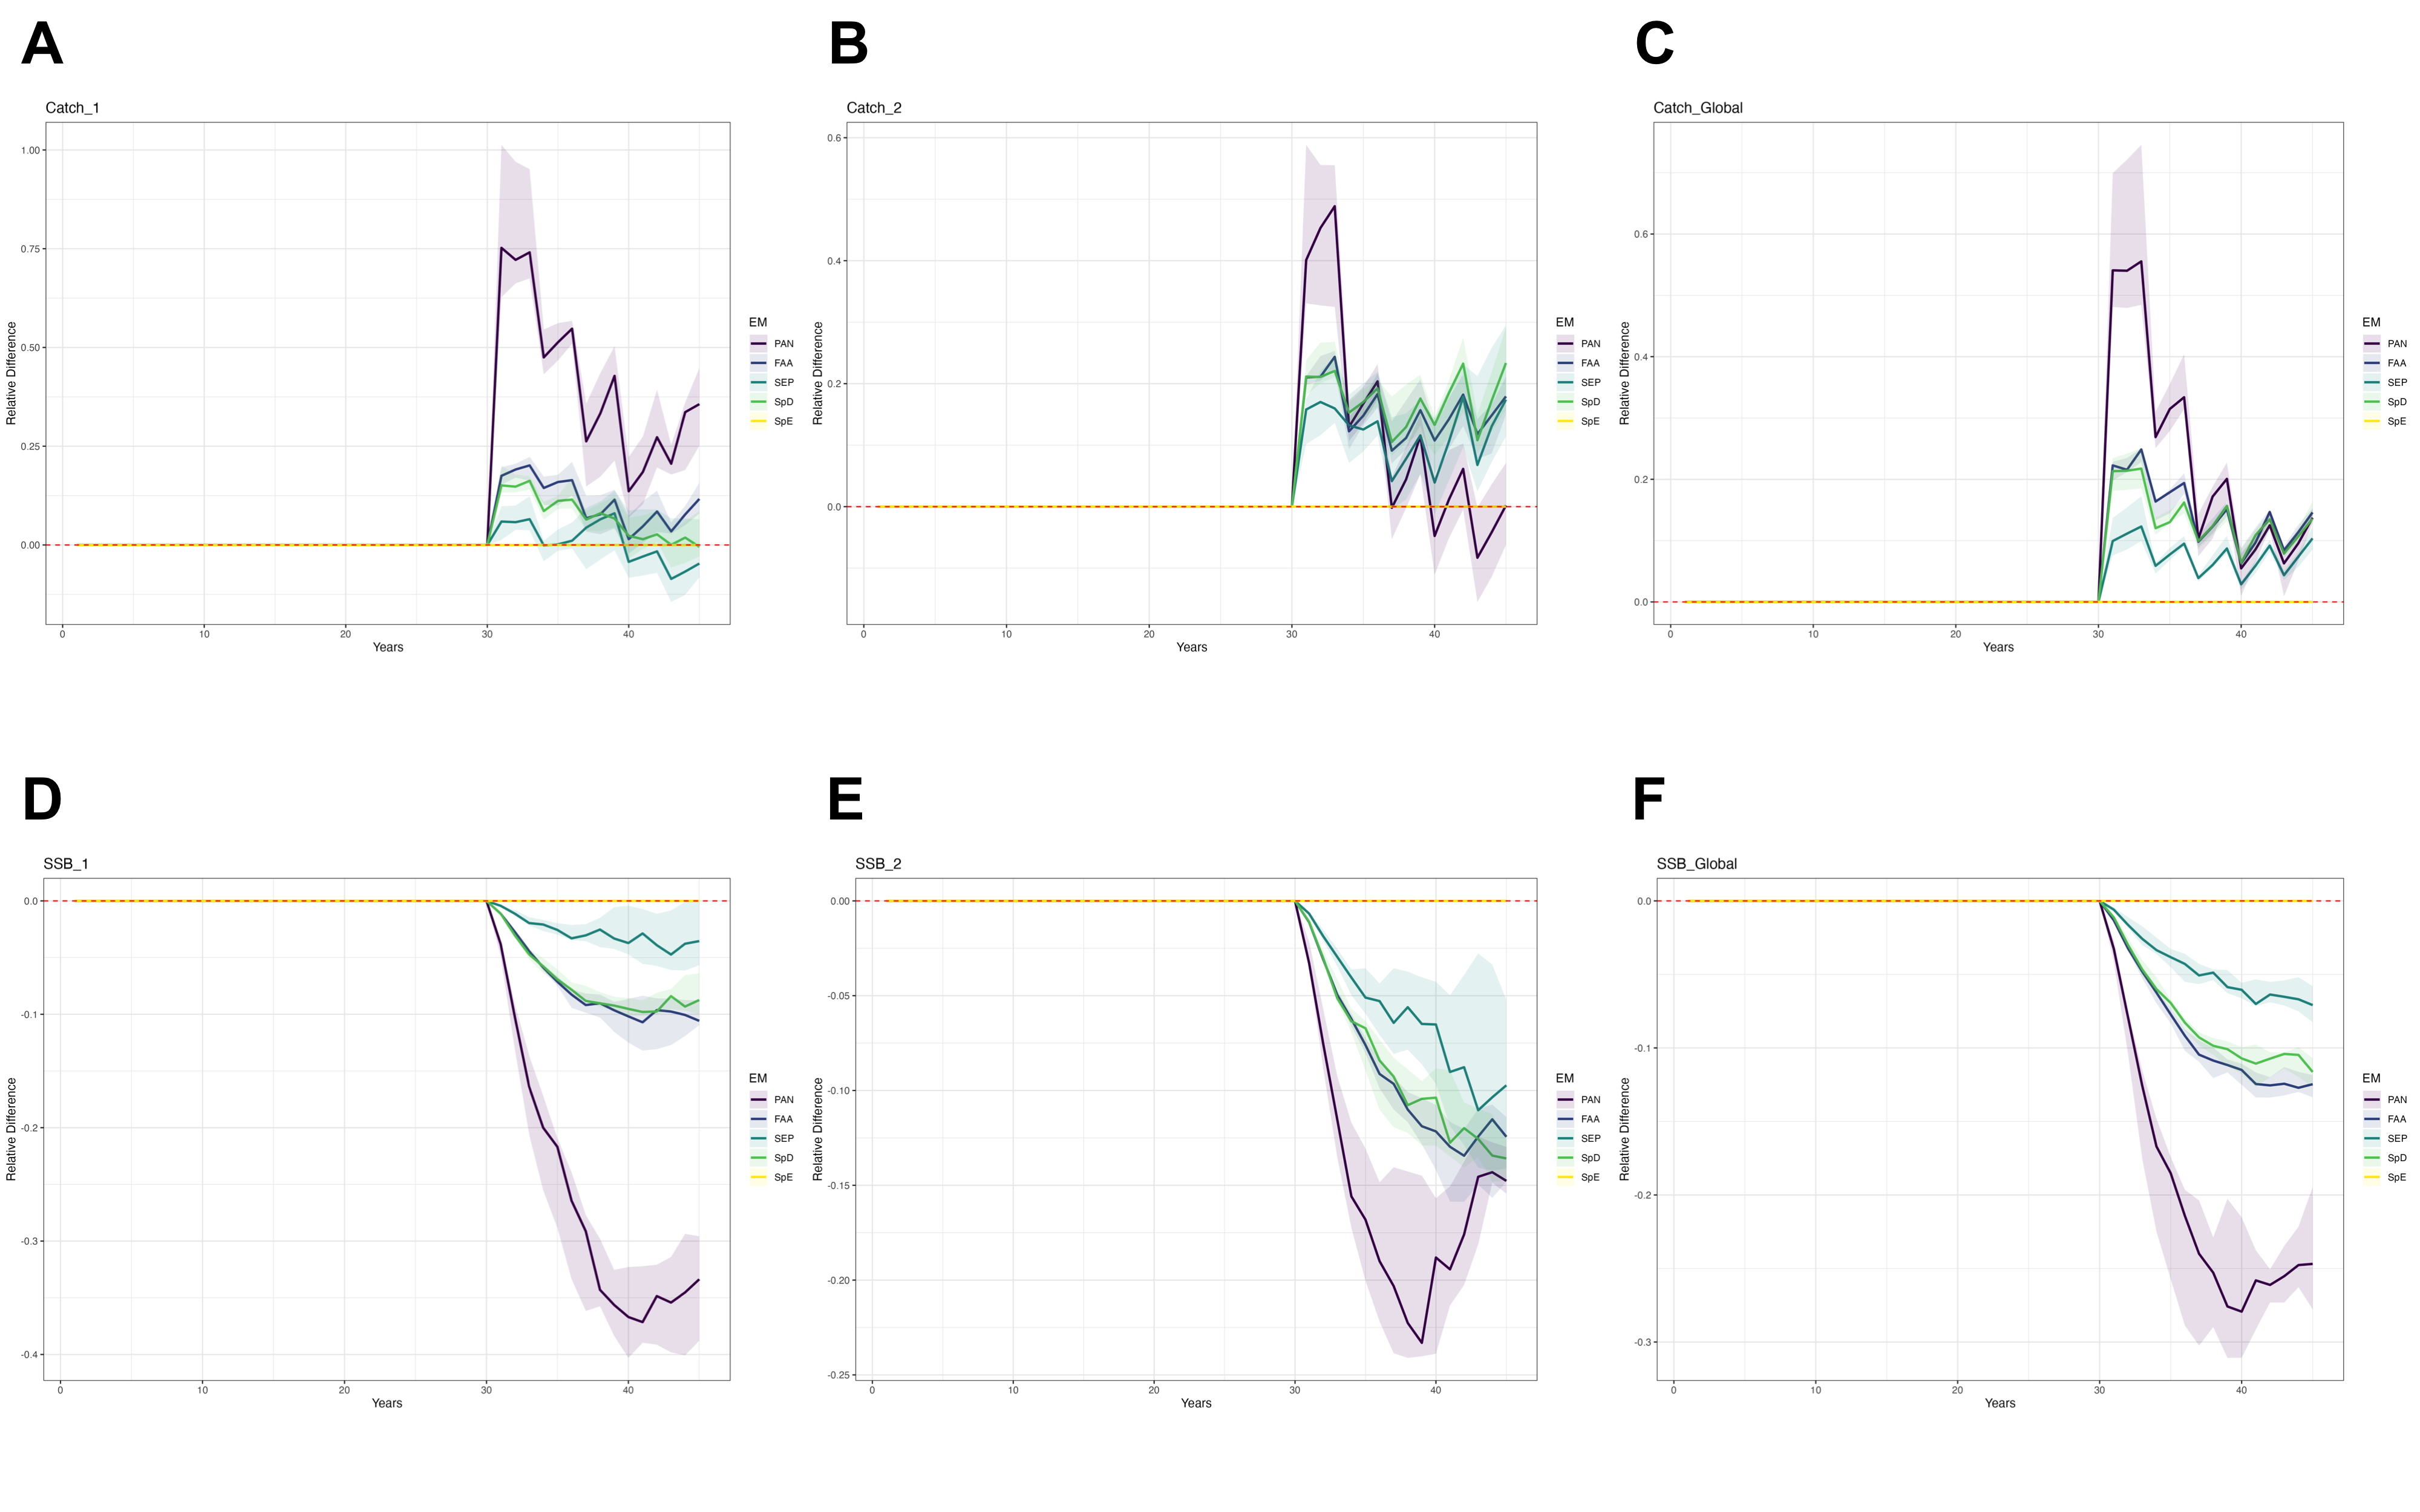 A
B
C
Catch_1
Catch_2
Catch_Global
Relative Difference
1.00
0.75
0.50
0.25
0.00
0
10
20
30
40
Years
EM
PAN
FAA
SEP
SpD
SpE
Relative Difference
0.6
0.4
0.2
0.0
0
10
20
30
40
Years
EM
PAN
FAA
SEP
SpD
SpE
Relative Difference
0.6
0.4
0.2
0.0
0
10
20
30
40
Years
EM
PAN
FAA
SEP
SpD
SpE
D
E
F
SSB_1
SSB_2
SSB_Global
Relative Difference
0.0
-0.1
-0.2
-0.3
-0.4
0
10
20
30
40
Years
EM
PAN
FAA
SEP
SpD
SpE
Relative Difference
0.00
-0.05
-0.10
-0.15
-0.20
-0.25
0
10
20
30
40
Years
EM
PAN
FAA
SEP
SpD
SpE
Relative Difference
0.0
-0.1
-0.2
-0.3
0
10
20
30
40
Years
EM
PAN
FAA
SEP
SpD
SpE